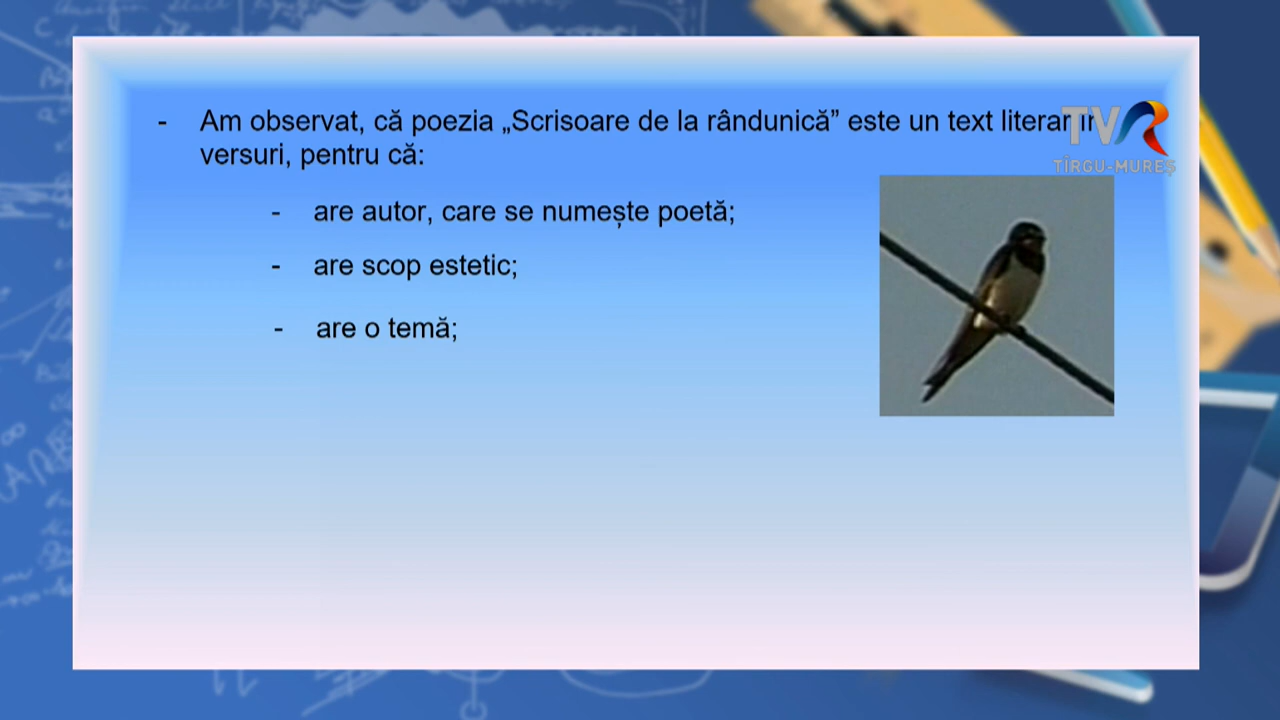 - Am observat, că poezia „Scrisoare de la rândunică” este un text literar în
versuri, pentru că:
- are autor, care se numește poetă;
- are scop estetic;
- are o temă;
TVR
TÎRGU-MUREȘ